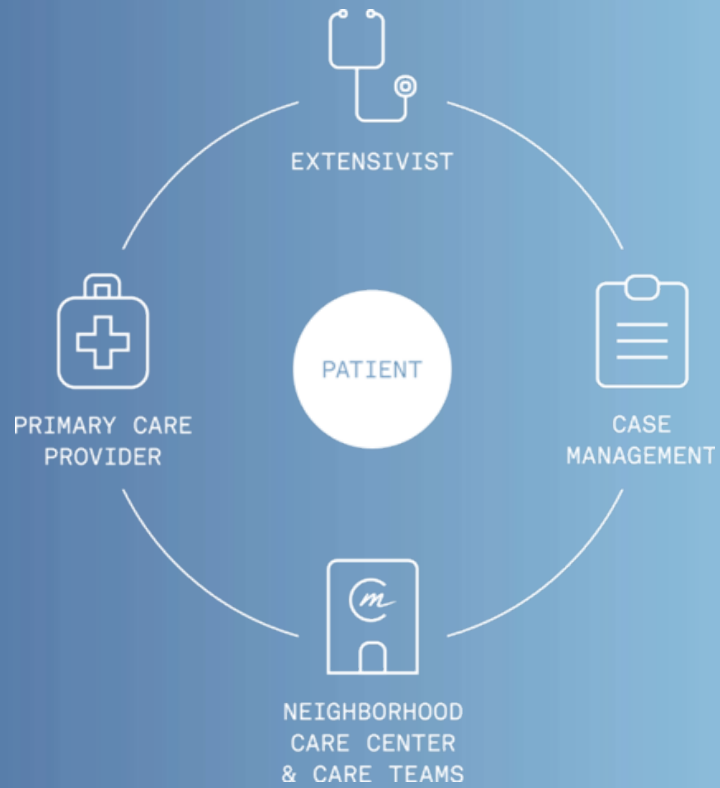 EXTENSIVIST
PATIENT
PRIMARY CARE
PROVIDER
CASE
MANAGEMENT
m
NEIGHBORHOOD
CARE CENTER
& CARE TEAMS